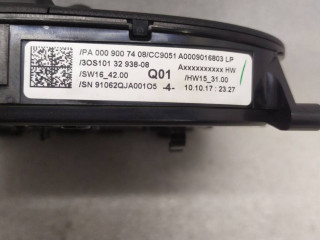 /PA 000 900 74 08/CC9051 A0009016803 LP
/3OS101 32 938-08 Axxxxxxxxxx HW
/SW16_42.00 Q01 /HW15_31.00
/SN 91062QJA001O5 -4- 10.10.17 : 23.27